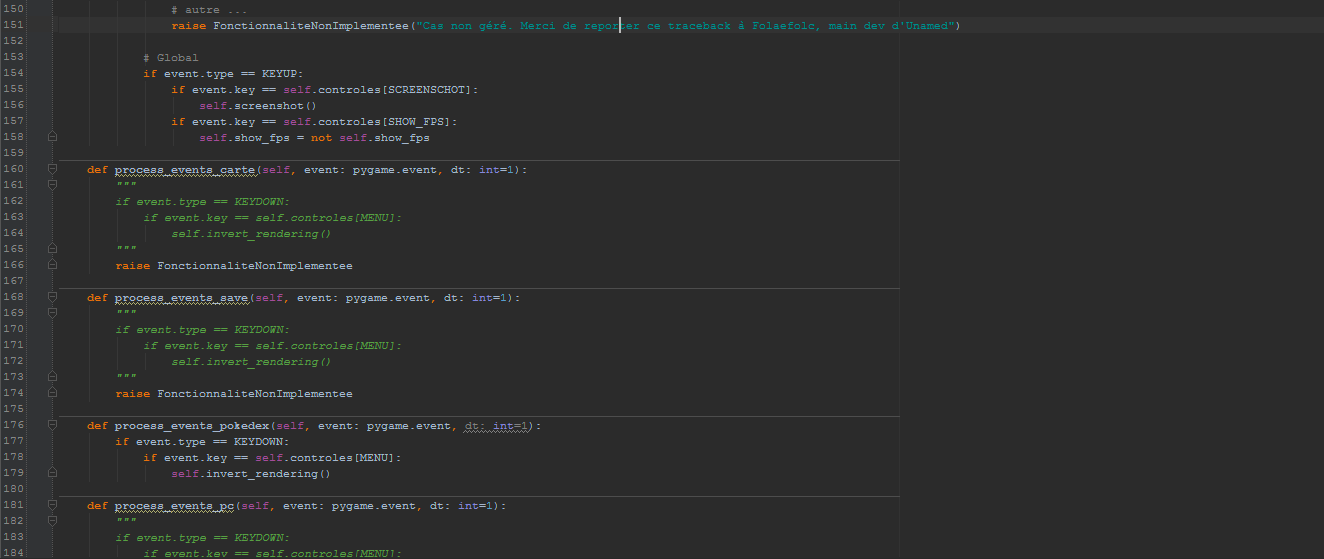 150 # autre ...
151 raise FonctionnaliteNonImplementee("Cas non géré. Merci de reporter ce traceback à Folaefolc, main dev d'Unamed")
152
153 # Global
154 if event.type == KEYUP:
155 if event.key == self.controles[SCREENSCHOT]:
156 self.screenshot()
157 if event.key == self.controles[SHOW_FPS]:
158 self.show_fps = not self.show_fps
159
160 def process_events_carte(self, event: pygame.event, dt: int=1):
161 """
162 if event.type == KEYDOWN:
163 if event.key == self.controles[MENU]:
164 self.invert_rendering()
165 """
166 raise FonctionnaliteNonImplementee
167
168 def process_events_save(self, event: pygame.event, dt: int=1):
169 """
170 if event.type == KEYDOWN:
171 if event.key == self.controles[MENU]:
172 self.invert_rendering()
173 """
174 raise FonctionnaliteNonImplementee
175
176 def process_events_pokedex(self, event: pygame.event, dt: int=1):
177 if event.type == KEYDOWN:
178 if event.key == self.controles[MENU]:
179 self.invert_rendering()
180
181 def process_events_pc(self, event: pygame.event, dt: int=1):
182 """
183 if event.type == KEYDOWN:
184 if event.key == self.controles[MENU]: